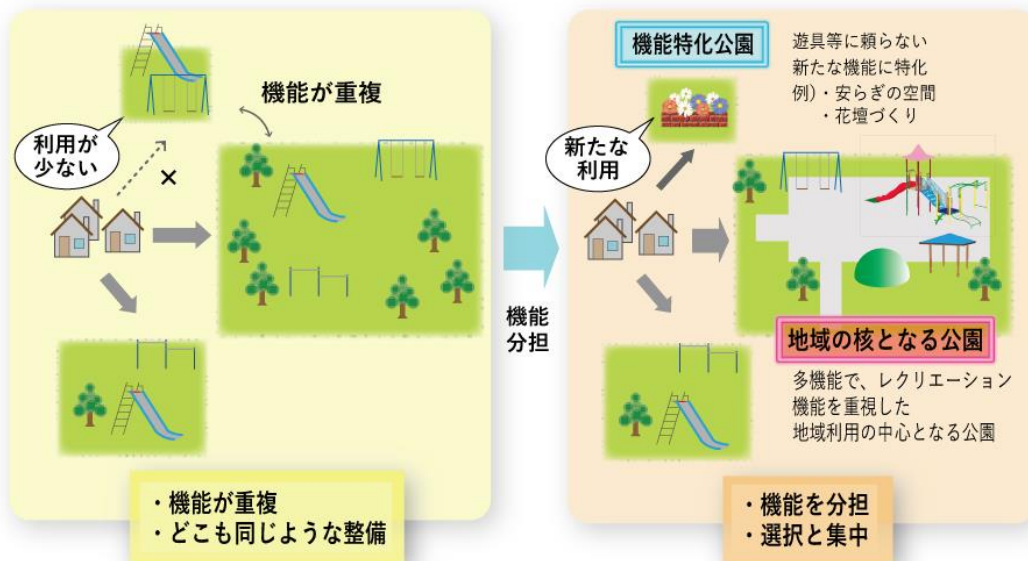 利用が
少ない
機能が重複
×
・機能が重複
・どこも同じような整備
機能
分担
機能特化公園
遊具等に頼らない
新たな機能に特化
例）・安らぎの空間
・花壇づくり
新たな
利用
地域の核となる公園
多機能で、レクリエーション
機能を重視した
地域利用の中心となる公園
・機能を分担
・選択と集中